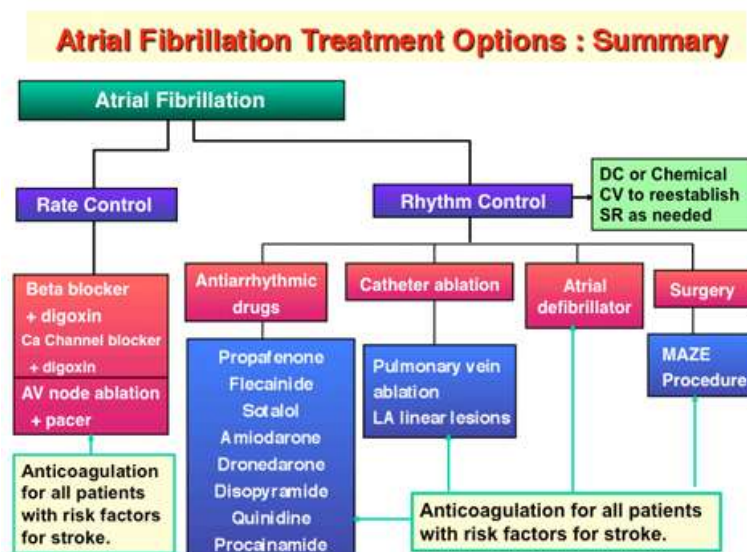 Atrial Fibrillation Treatment Options : Summary
Atrial Fibrillation
Rate Control
Rhythm Control
DC or Chemical
CV to reestablish
SR as needed
Beta blocker
+ digoxin
Ca Channel blocker
+ digoxin
AV node ablation
+ pacer
Anticoagulation
for all patients
with risk factors
for stroke.
Antiarrhythmic
drugs
Propafenone
Flecainide
Sotalol
Amiodarone
Dronedarone
Disopyramide
Quinidine
Procainamide
Catheter ablation
Pulmonary vein
ablation
LA linear lesions
Atrial
defibrillator
Surgery
MAZE
Procedure
Anticoagulation for all patients
with risk factors for stroke.